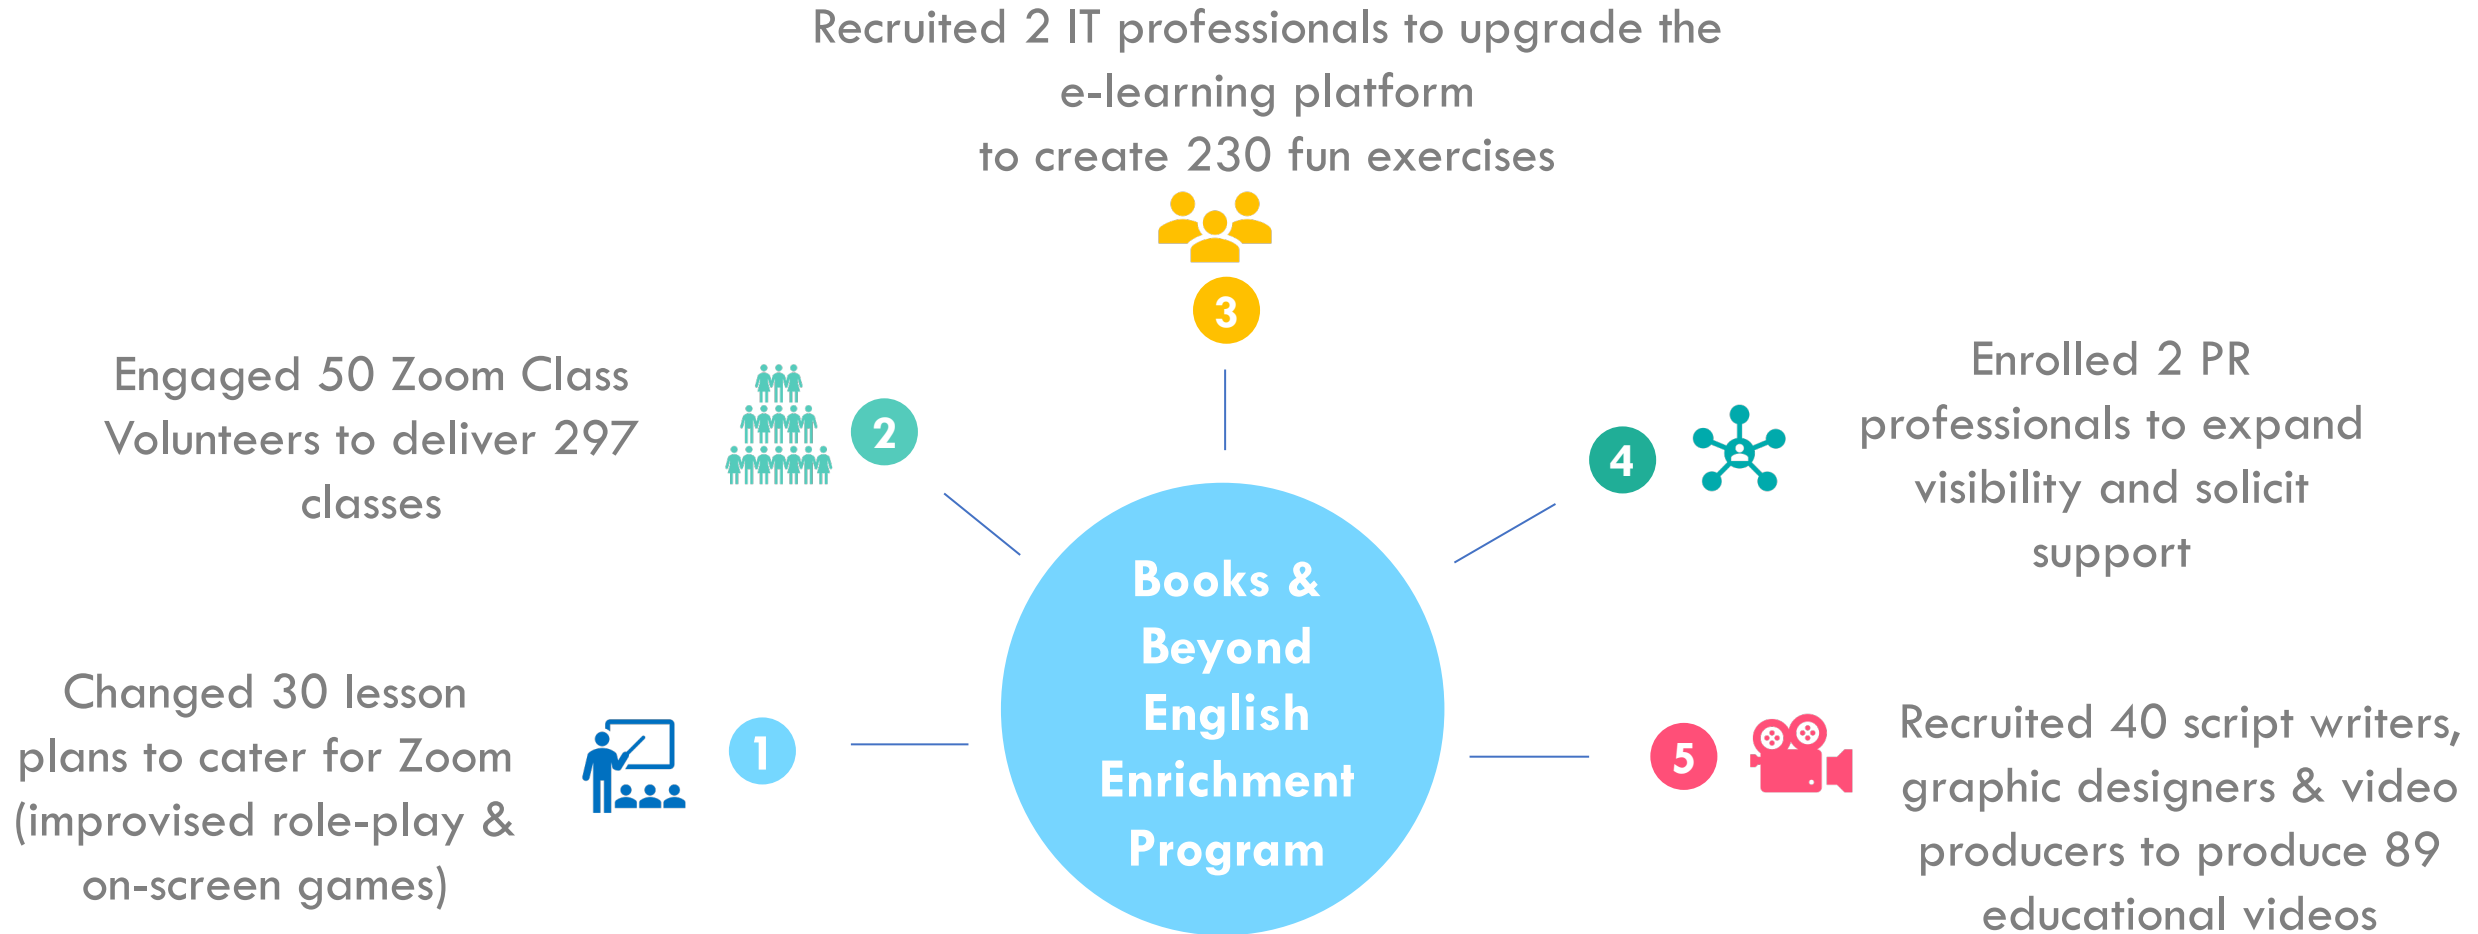 Recruited 2 IT professionals to upgrade the
e-learning platform
to create 230 fun exercises
3
Engaged 50 Zoom Class
Volunteers to deliver 297
classes
2
Enrolled 2 PR
professionals to expand
visibility and solicit
support
4
Books &
Beyond
English
Enrichment
Program
Changed 30 lesson
plans to cater for Zoom
(improvised role-play &
on-screen games)
1
5
Recruited 40 script writers,
graphic designers & video
producers to produce 89
educational videos